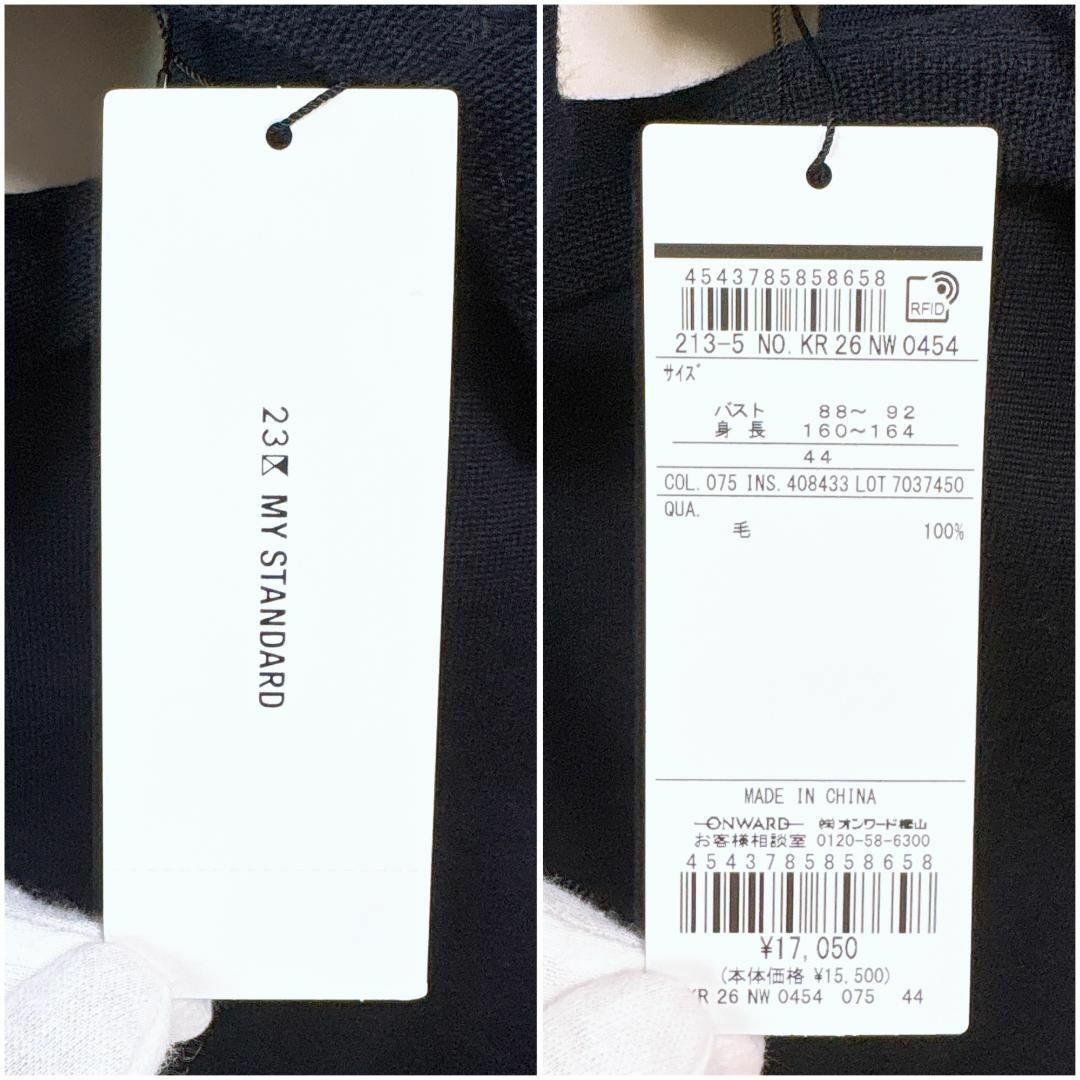 23区 MY STANDARD
4543785858658
RFID
213-5 NO. KR 26 NW 0454
サイズ
バスト 88～ 92
身 長 160～164
44
COL. 075 INS. 408433 LOT 7037450
QUA.
毛 100%
MADE IN CHINA
ONWARD ㈱オンワード樫山
お客様相談室 0120-58-6300
4543785858658
¥17,050
(本体価格 ¥15,500)
KR 26 NW 0454 075 44